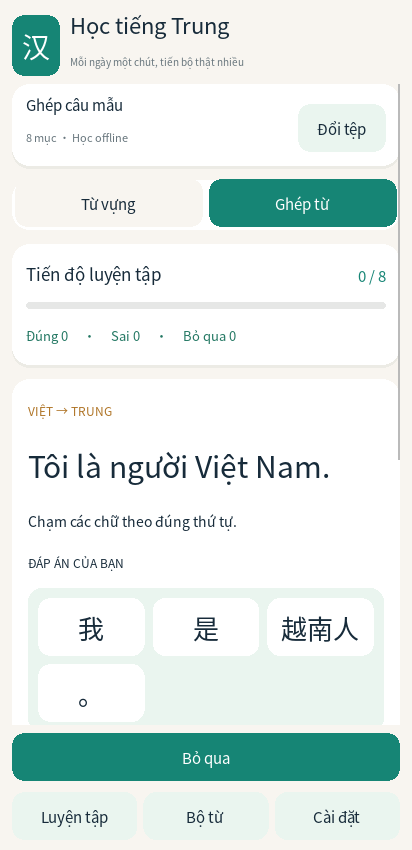 汉
Học tiếng Trung
Mỗi ngày một chút, tiến bộ thật nhiều
Ghép câu mẫu
8 mục • Học offline
Đổi tệp
Từ vựng
Ghép từ
Tiến độ luyện tập
0 / 8
Đúng 0 • Sai 0 • Bỏ qua 0
VIỆT → TRUNG
Tôi là người Việt Nam.
Chạm các chữ theo đúng thứ tự.
ĐÁP ÁN CỦA BẠN
我 是 越南人
。
Bỏ qua
Luyện tập
Bộ từ
Cài đặt